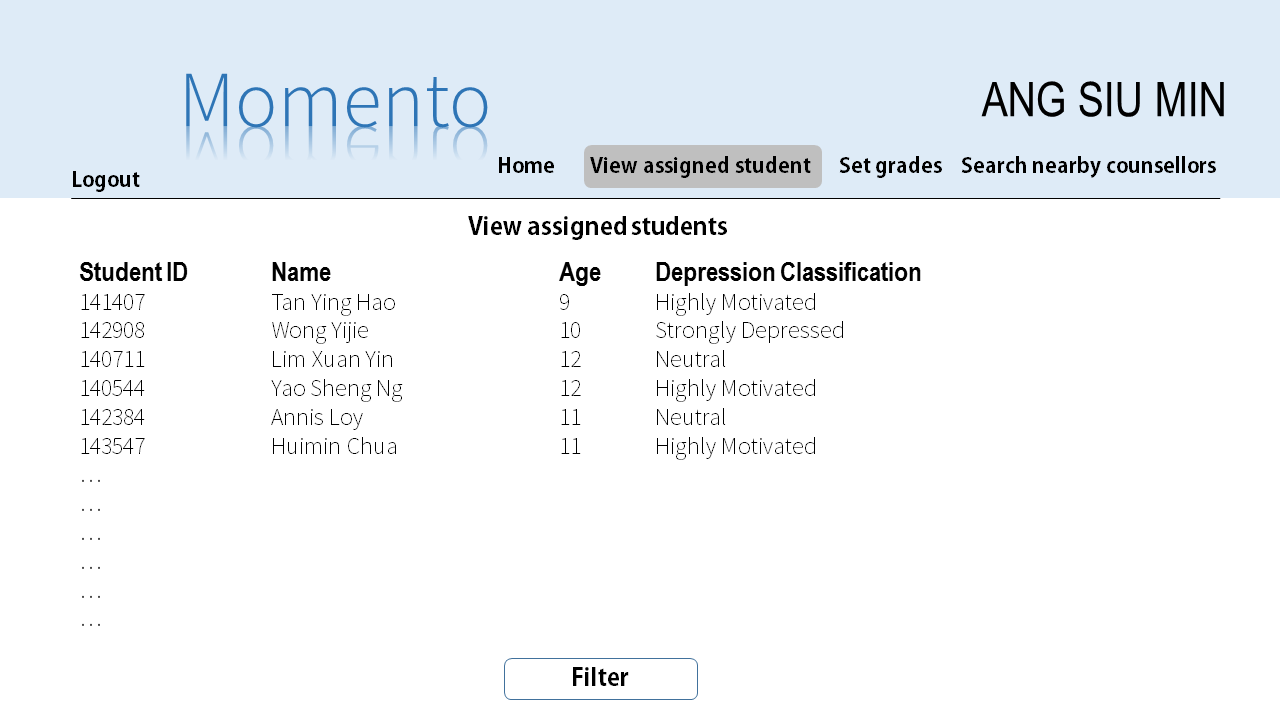 Momento
ANG SIU MIN
Logout
Home View assigned student Set grades Search nearby counsellors
View assigned students
Student ID Name Age Depression Classification
141407 Tan Ying Hao 9 Highly Motivated
142908 Wong Yijie 10 Strongly Depressed
140711 Lim Xuan Yin 12 Neutral
140544 Yao Sheng Ng 12 Highly Motivated
142384 Annis Loy 11 Neutral
143547 Huimin Chua 11 Highly Motivated
…
…
…
…
…
…
Filter